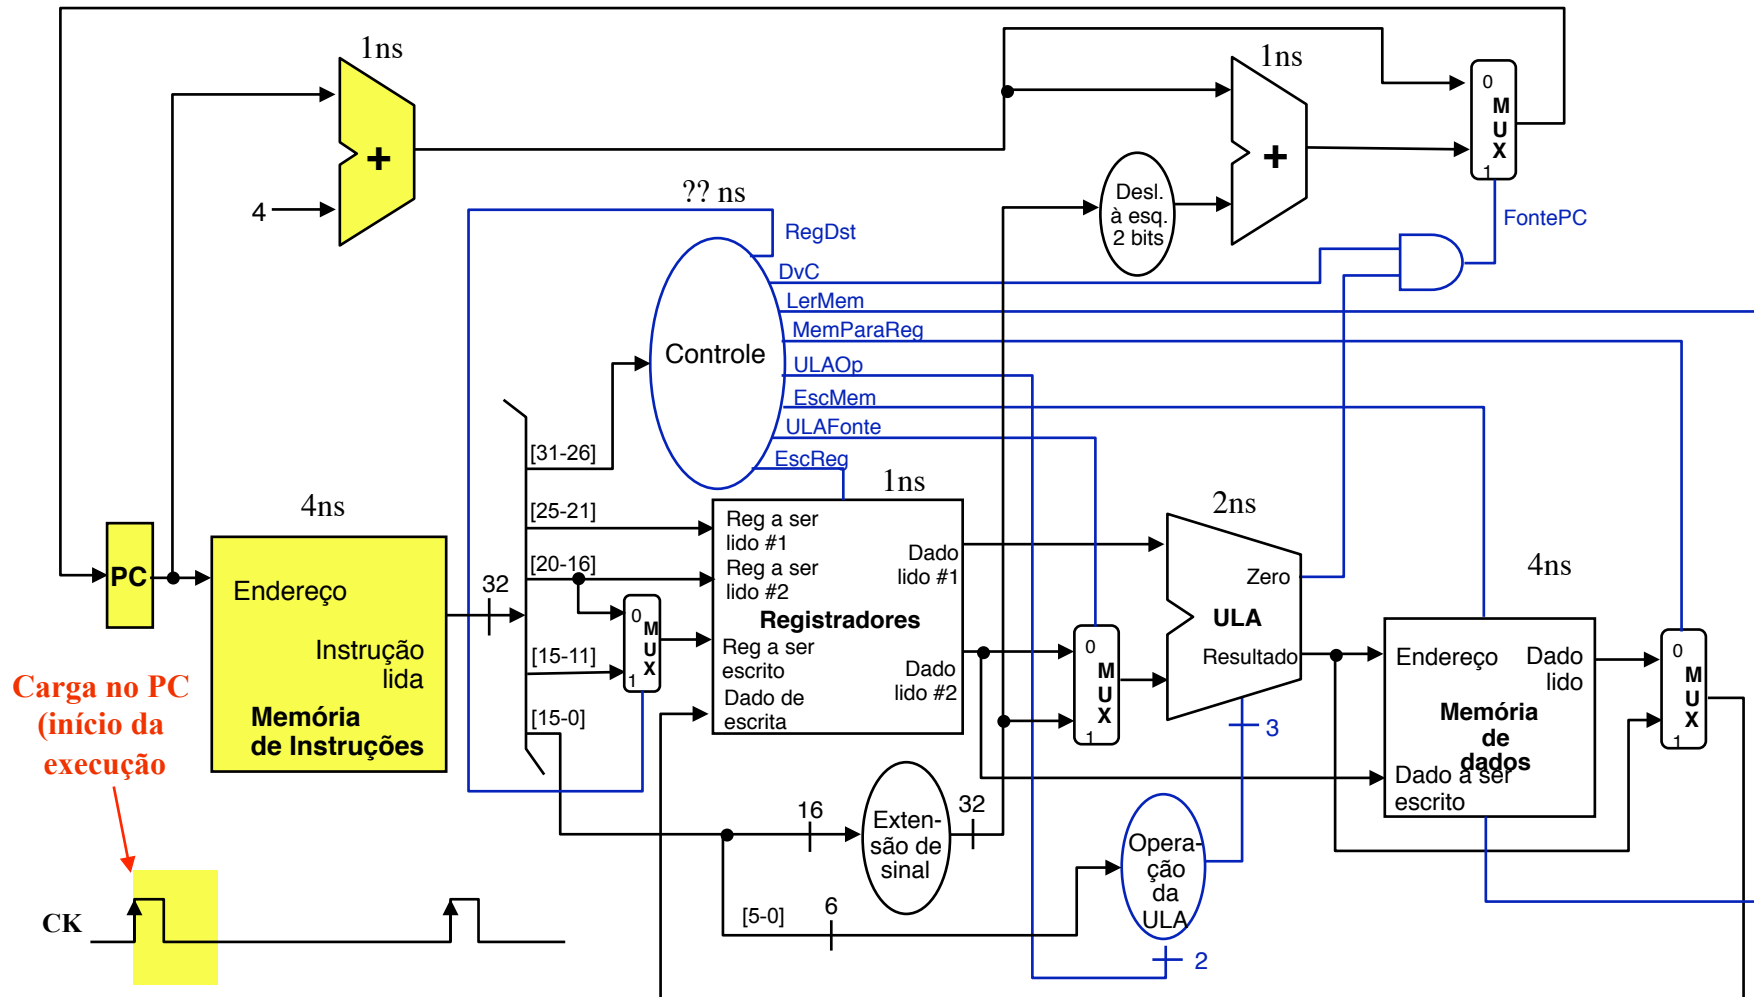 1ns
1ns
+
4
+
0
M
U
X
1
Desl.
à esq.
2 bits
FontePC
?? ns
RegDst
DvC
LerMem
MemParaReg
ULAOp
EscMem
ULAFonte
EscReg
Controle
[31-26]
[25-21]
[20-16]
[15-11]
[15-0]
4ns
PC
Endereço
Instrução
lida
Memória
de Instruções
32
0
M
U
X
1
1ns
Reg a ser
lido #1
Reg a ser
lido #2
Registradores
Reg a ser
escrito
Dado de
escrita
Dado
lido #1
Dado
lido #2
0
M
U
X
1
2ns
Zero
ULA
Resultado
3
4ns
Endereço
Dado
lido
Memória
de
dados
Dado a ser
escrito
0
M
U
X
1
Carga no PC
(início da
execução
CK
16
Exten-
são de
sinal
32
[5-0]
6
Opera-
ção
da
ULA
2